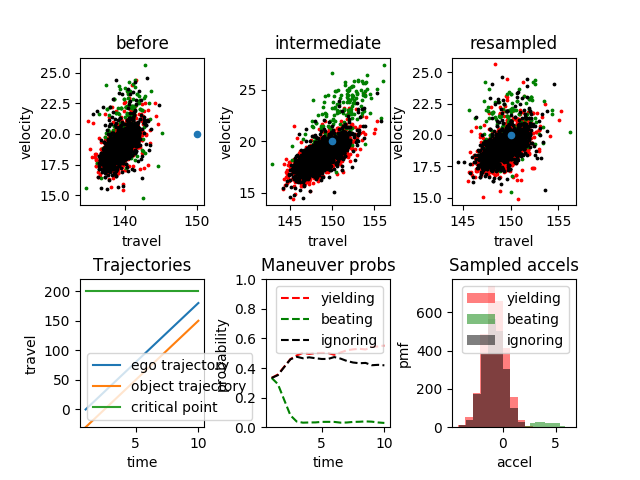 before
intermediate
resampled
25.0
22.5
20.0
17.5
15.0
velocity
140
150
travel
25
20
15
velocity
145
150
155
travel
25.0
22.5
20.0
17.5
15.0
velocity
145
150
155
travel
Trajectories
Maneuver probs
Sampled accels
200
150
100
50
0
travel
ego trajectory
object trajectory
critical point
5
10
time
1.0
0.8
0.6
0.4
0.2
0.0
probability
yielding
beating
ignoring
5
10
time
600
400
200
0
pmf
yielding
beating
ignoring
0
5
accel